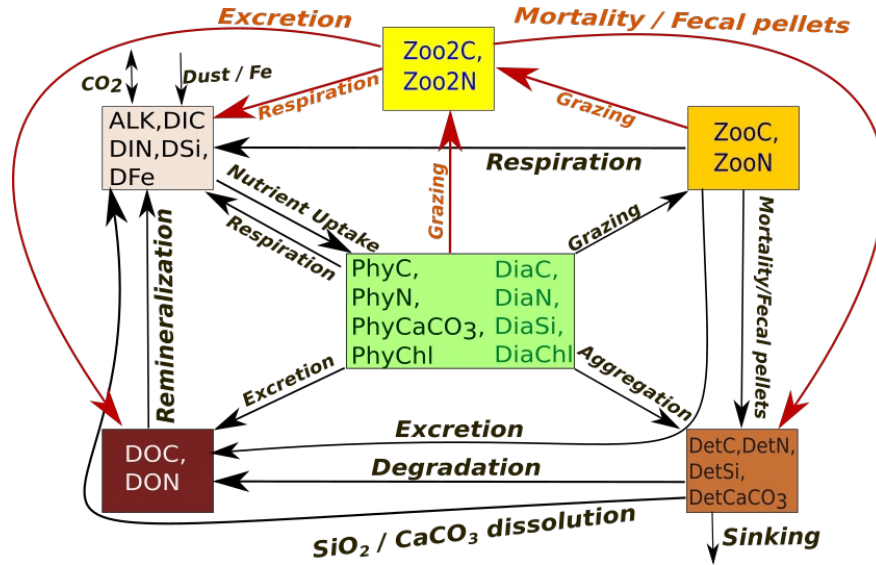 Excretion
Mortality / Fecal pellets
Zoo2C,
Zoo2N
CO2
Dust / Fe
Respiration
Grazing
ALK,DIC
DIN,DSi,
DFe
ZooC,
ZooN
Respiration
Nutrient Uptake
Respiration
Grazing
Grazing
Mortality/Fecal pellets
PhyC,
PhyN,
PhyCaCO3,
PhyChl
DiaC,
DiaN,
DiaSi,
DiaChl
Remineralization
Excretion
Aggregation
Excretion
DOC,
DON
Degradation
DetC,DetN,
DetSi,
DetCaCO3
SiO2 / CaCO3 dissolution
Sinking